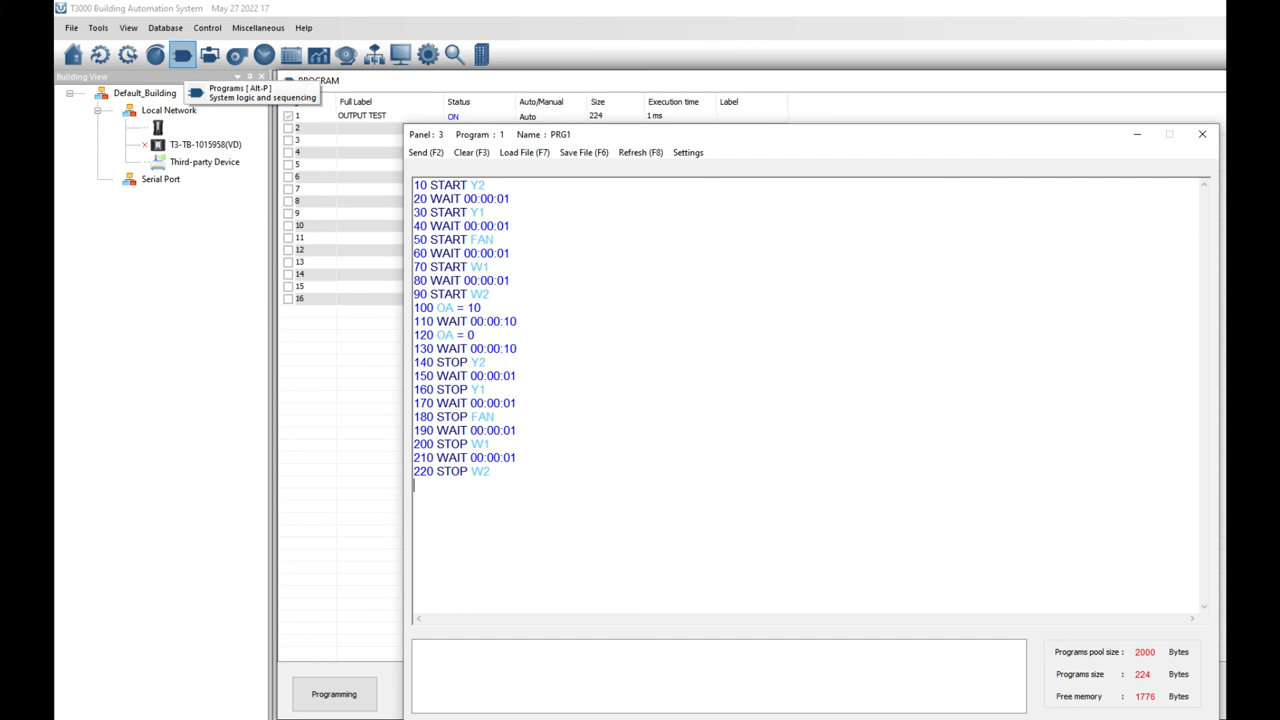 T3000 Building Automation System May 27 2022 17
File Tools View Database Control Miscellaneous Help
Building View
Programs [ Alt-P ]
System logic and sequencing
PROGRAM
Default_Building
Local Network
T3-TB-1015958(VD)
Third-party Device
Serial Port
Full Label Status Auto/Manual Size Execution time Label
1 OUTPUT TEST ON Auto 224 1 ms
2
3
4
5
6
7
8
9
10
11
12
13
14
15
16
Programming
Panel : 3 Program : 1 Name : PRG1
Send (F2) Clear (F3) Load File (F7) Save File (F6) Refresh (F8) Settings
10 START Y2
20 WAIT 00:00:01
30 START Y1
40 WAIT 00:00:01
50 START FAN
60 WAIT 00:00:01
70 START W1
80 WAIT 00:00:01
90 START W2
100 OA = 10
110 WAIT 00:00:10
120 OA = 0
130 WAIT 00:00:10
140 STOP Y2
150 WAIT 00:00:01
160 STOP Y1
170 WAIT 00:00:01
180 STOP FAN
190 WAIT 00:00:01
200 STOP W1
210 WAIT 00:00:01
220 STOP W2
Programs pool size : 2000 Bytes
Programs size : 224 Bytes
Free memory : 1776 Bytes